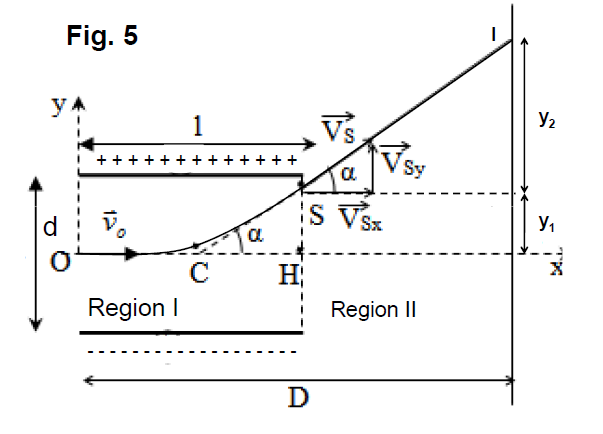 Fig. 5
I
y
l
y₂
V⃗s
V⃗Sy
+ + + + + + + + + + + + +
α
d
v⃗ₒ
S
V⃗Sx
y₁
α
O
C
H
x
Region I
Region II
- - - - - - - - - - - - - -
D